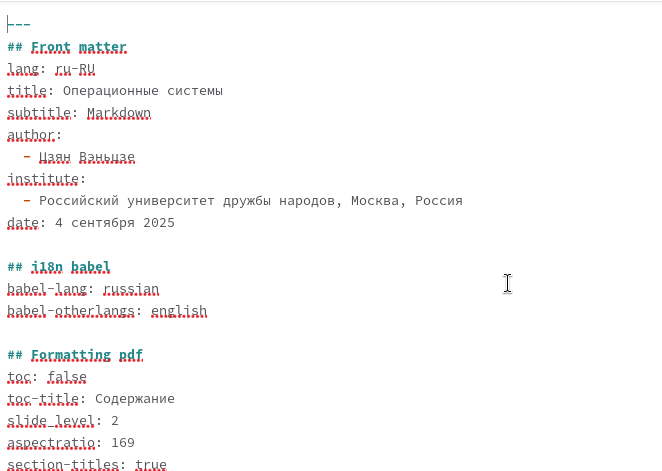 ---
## Front matter
lang: ru-RU
title: Операционные системы
subtitle: Markdown
author:
  - Цзян Вэньцзе
institute:
  - Российский университет дружбы народов, Москва, Россия
date: 4 сентября 2025

## i18n babel
babel-lang: russian
babel-otherlangs: english

## Formatting pdf
toc: false
toc-title: Содержание
slide_level: 2
aspectratio: 169
section-titles: true